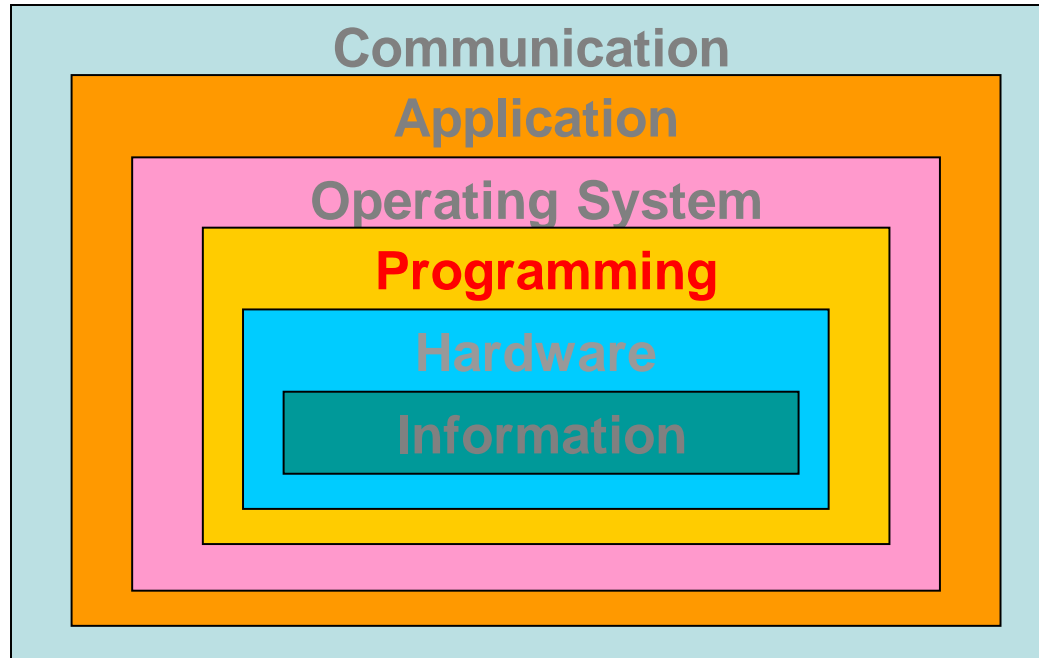 Communication
Application
Operating System
Programming
Hardware
Information